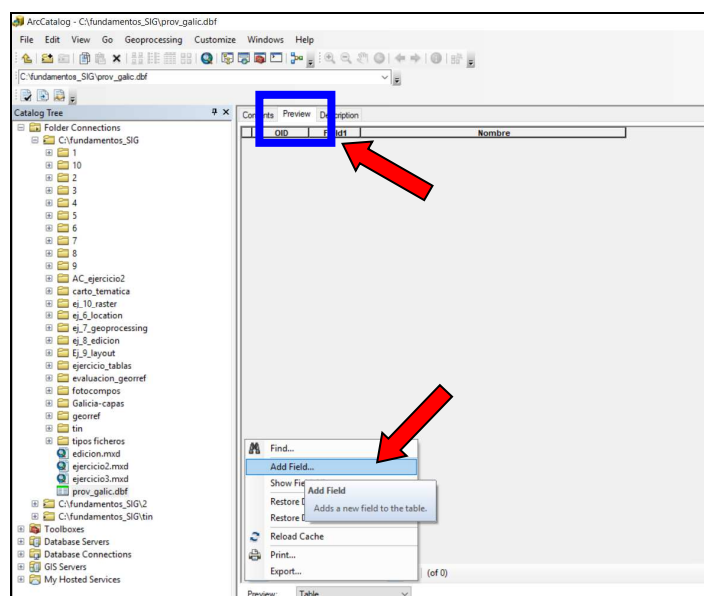 ArcCatalog - C:\fundamentos_SIG\prov_galic.dbf
File Edit View Go Geoprocessing Customize Windows Help
C:\fundamentos_SIG\prov_galic.dbf
Catalog Tree
Folder Connections
C:\fundamentos_SIG
1
10
2
3
4
5
6
7
8
9
AC_ejercicio2
carto_tematica
ej_10_raster
ej_6_location
ej_7_geoprocessing
ej_8_edicion
Ej_9_layout
ejercicio_tablas
evaluacion_georref
fotocompos
Galicia-capas
georref
tin
tipos ficheros
edicion.mxd
ejercicio2.mxd
ejercicio3.mxd
prov_galic.dbf
C:\fundamentos_SIG\2
C:\fundamentos_SIG\tin
Toolboxes
Database Servers
Database Connections
GIS Servers
My Hosted Services
Preview
OID Nombre
Find...
Add Field...
Show
Add Field
Adds a new field to the table.
Restore
Restore
Reload Cache
Print...
Export...
(of 0)
Preview: Table